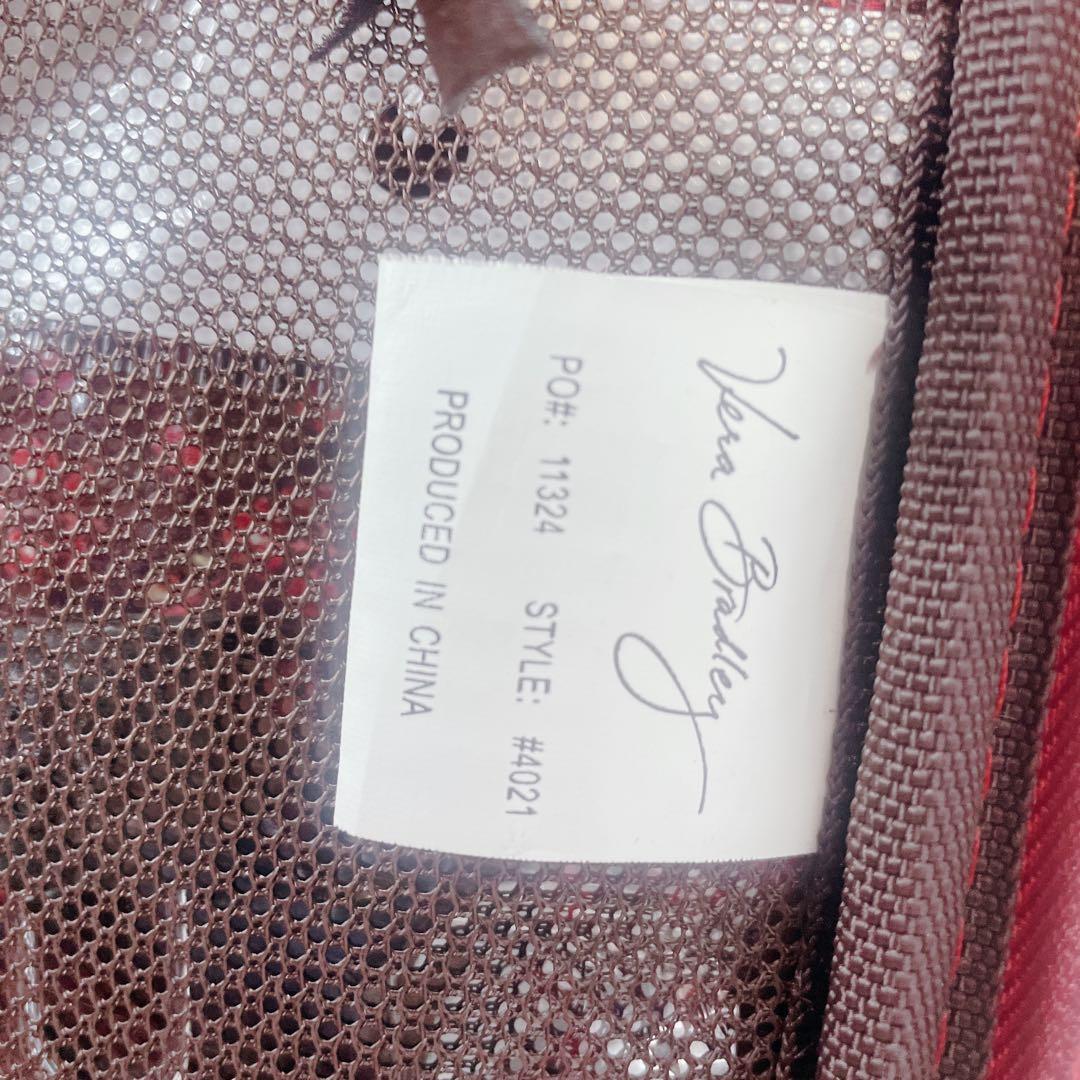 Vera Bradley
PO#: 11324 STYLE: #4021
PRODUCED IN CHINA